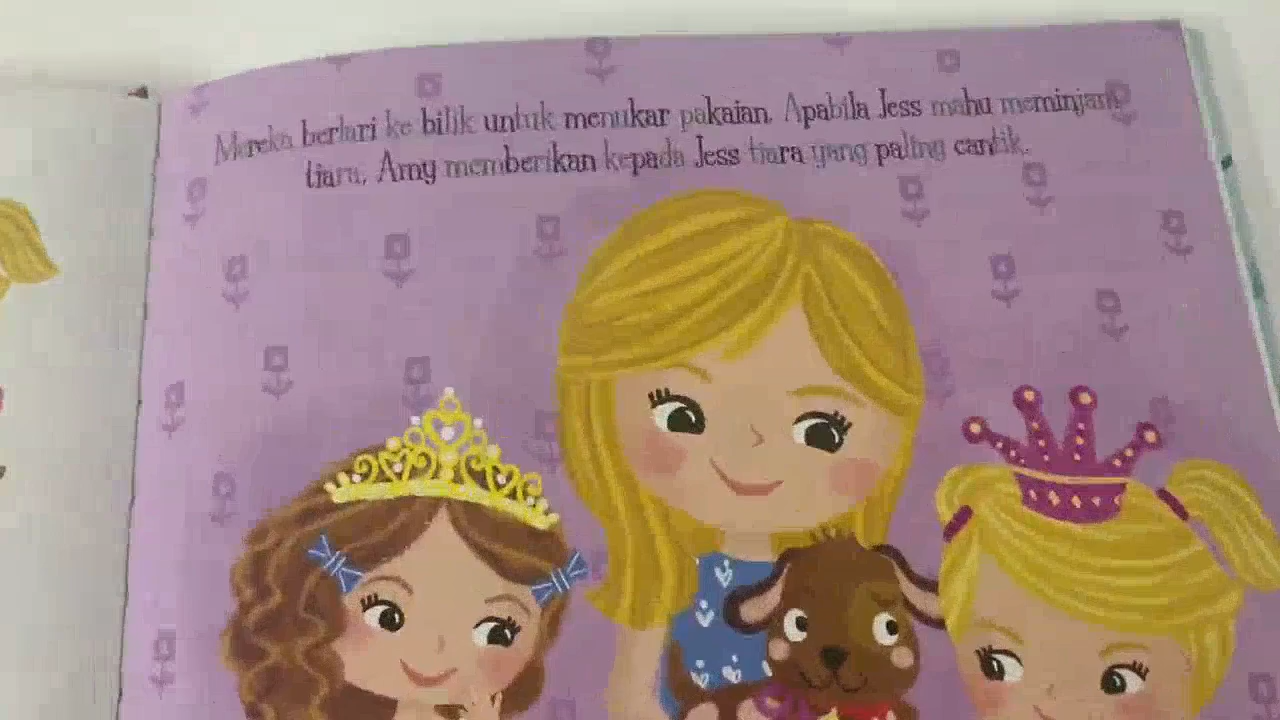 Mereka berlari ke bilik untuk menukar pakaian. Apabila Jess mahu meminjam
tiara, Amy memberikan kepada Jess tiara yang paling cantik.